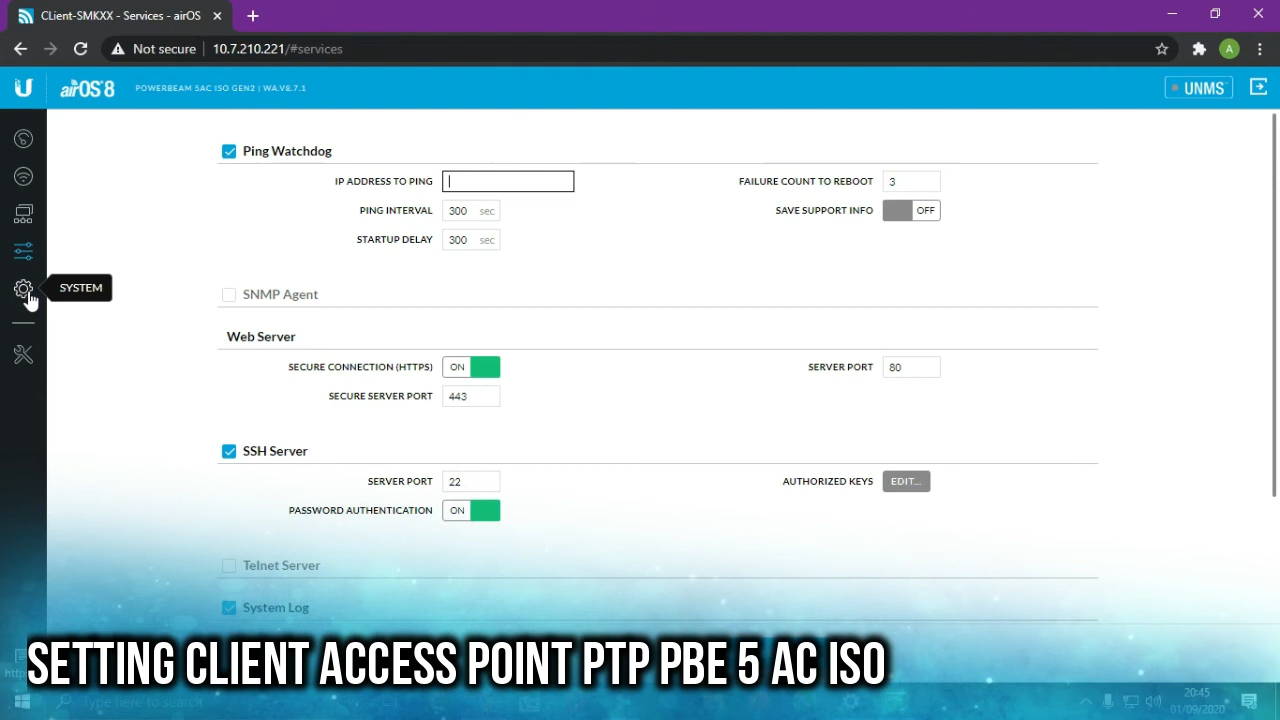 CLient-SMKXX - Services - airOS
Not secure 10.7.210.221/#services
A
U airOS 8 POWERBEAM 5AC ISO GEN2 | WA.V8.7.1 UNMS
Ping Watchdog
IP ADDRESS TO PING FAILURE COUNT TO REBOOT 3
PING INTERVAL 300 sec SAVE SUPPORT INFO OFF
STARTUP DELAY 300 sec
SYSTEM
SNMP Agent
Web Server
SECURE CONNECTION (HTTPS) ON SERVER PORT 80
SECURE SERVER PORT 443
SSH Server
SERVER PORT 22 AUTHORIZED KEYS EDIT...
PASSWORD AUTHENTICATION ON
Telnet Server
System Log
SETTING CLIENT ACCESS POINT PTP PBE 5 AC ISO
Type here to search
20:45
01/09/2020